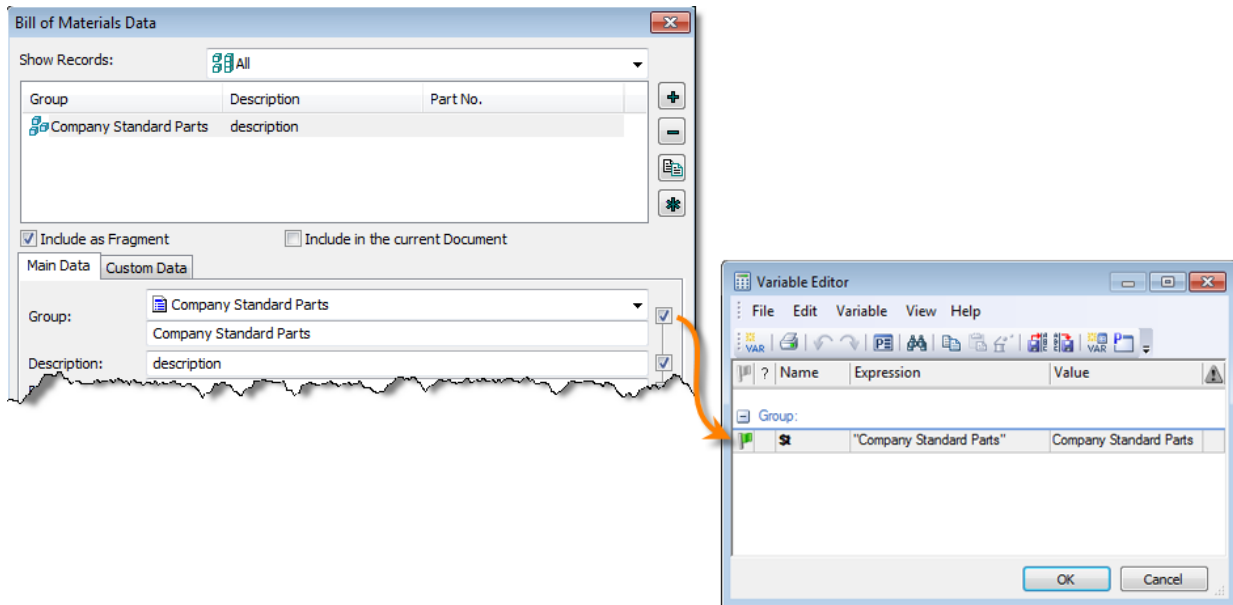 Bill of Materials Data
Show Records: All
Group Description Part No.
Company Standard Parts description
Include as Fragment Include in the current Document
Main Data Custom Data
Group: Company Standard Parts
Company Standard Parts
Description: description
Variable Editor
File Edit Variable View Help
VAR PE VAR P
? Name Expression Value
Group:
"Company Standard Parts" Company Standard Parts
OK Cancel